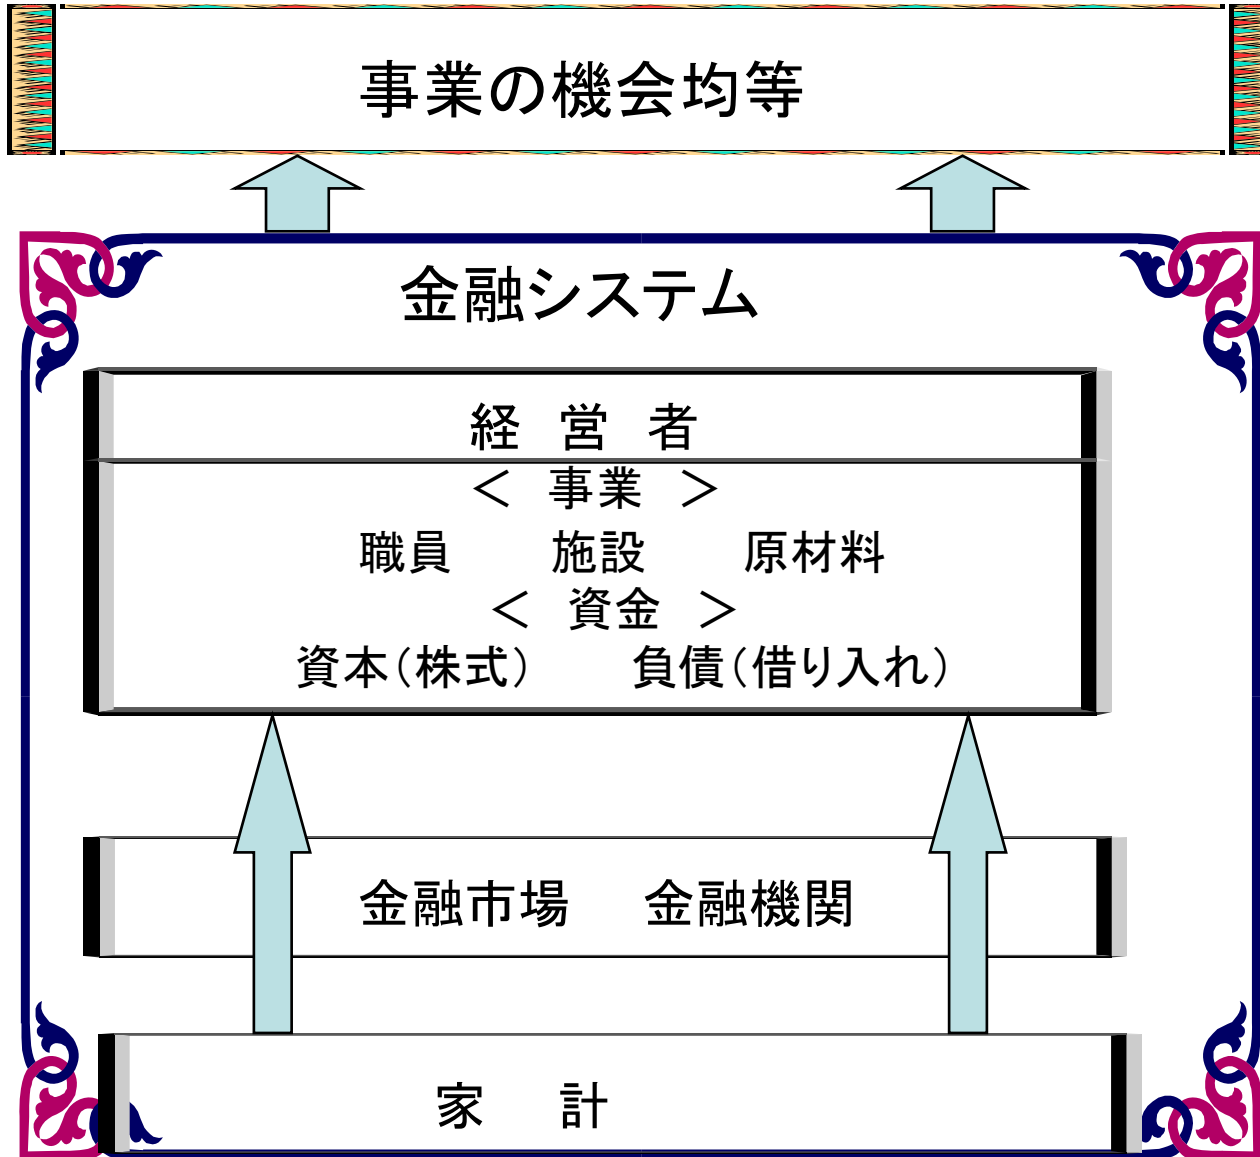 事業の機会均等
金融システム
経　営　者
＜　事業　＞
職員　　施設　　原材料
＜　資金　＞
資本（株式）　　負債（借り入れ）
金融市場　金融機関
家　計